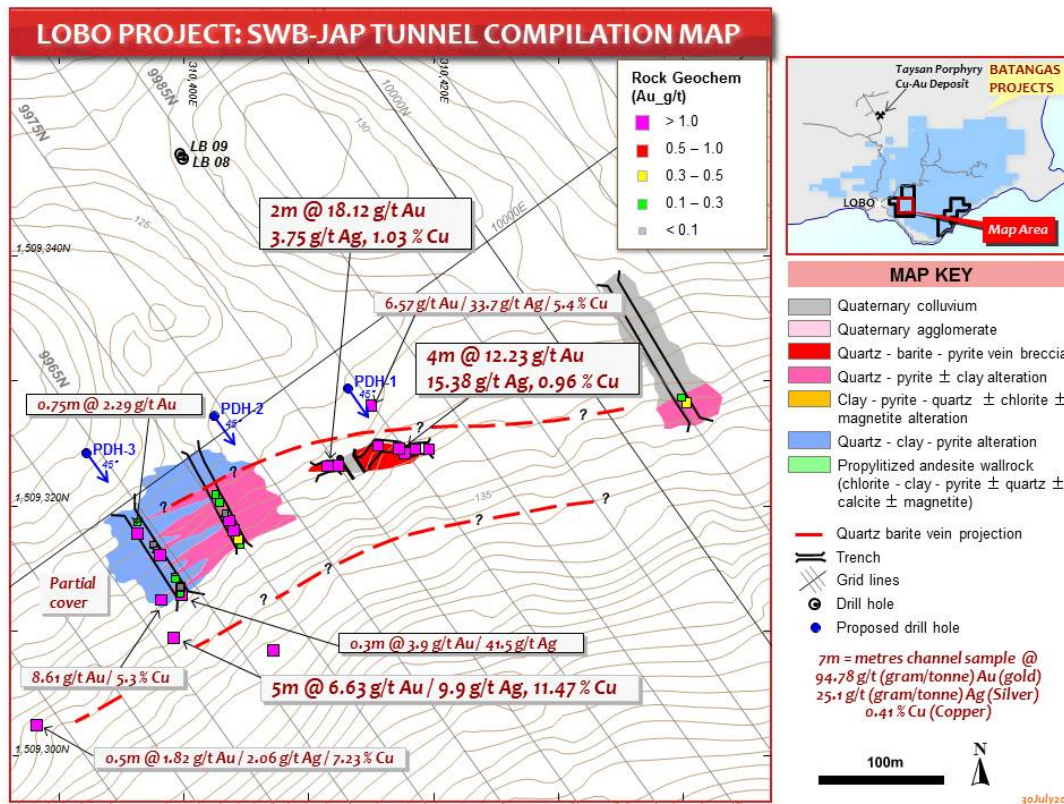 LOBO PROJECT: SWB-JAP TUNNEL COMPILATION MAP
9985N
310,400E
9975N
10000N
310,420E
130
125
LB 09
LB 08
Rock Geochem
(Au_g/t)
> 1.0
0.5 – 1.0
0.3 – 0.5
0.1 – 0.3
< 0.1
2m @ 18.12 g/t Au
3.75 g/t Ag, 1.03 % Cu
10000E
1,509,340N
6.57 g/t Au / 33.7 g/t Ag / 5.4 % Cu
4m @ 12.23 g/t Au
15.38 g/t Ag, 0.96 % Cu
9965N
0.75m @ 2.29 g/t Au
PDH-1
45°
PDH-2
45°
PDH-3
45°
?
?
?
?
?
?
?
1,509,320N
135
Partial
cover
0.3m @ 3.9 g/t Au/ 41.5 g/t Ag
8.61 g/t Au/ 5.3 % Cu
5m @ 6.63 g/t Au / 9.9 g/t Ag, 11.47 % Cu
1,509,300N
0.5m @ 1.82 g/t Au / 2.06 g/t Ag / 7.23 % Cu
Taysan Porphyry
Cu-Au Deposit
BATANGAS
PROJECTS
LOBO
Map Area
MAP KEY
Quaternary colluvium
Quaternary agglomerate
Quartz - barite - pyrite vein breccia
Quartz - pyrite ± clay alteration
Clay - pyrite - quartz ± chlorite ±
magnetite alteration
Quartz - clay - pyrite alteration
Propylitized andesite wallrock
(chlorite - clay - pyrite ± quartz ±
calcite ± magnetite)
Quartz barite vein projection
Trench
Grid lines
Drill hole
Proposed drill hole
7m = metres channel sample @
94.78 g/t (gram/tonne) Au (gold)
25.1 g/t (gram/tonne) Ag (Silver)
0.41 % Cu (Copper)
100m
N
30July20